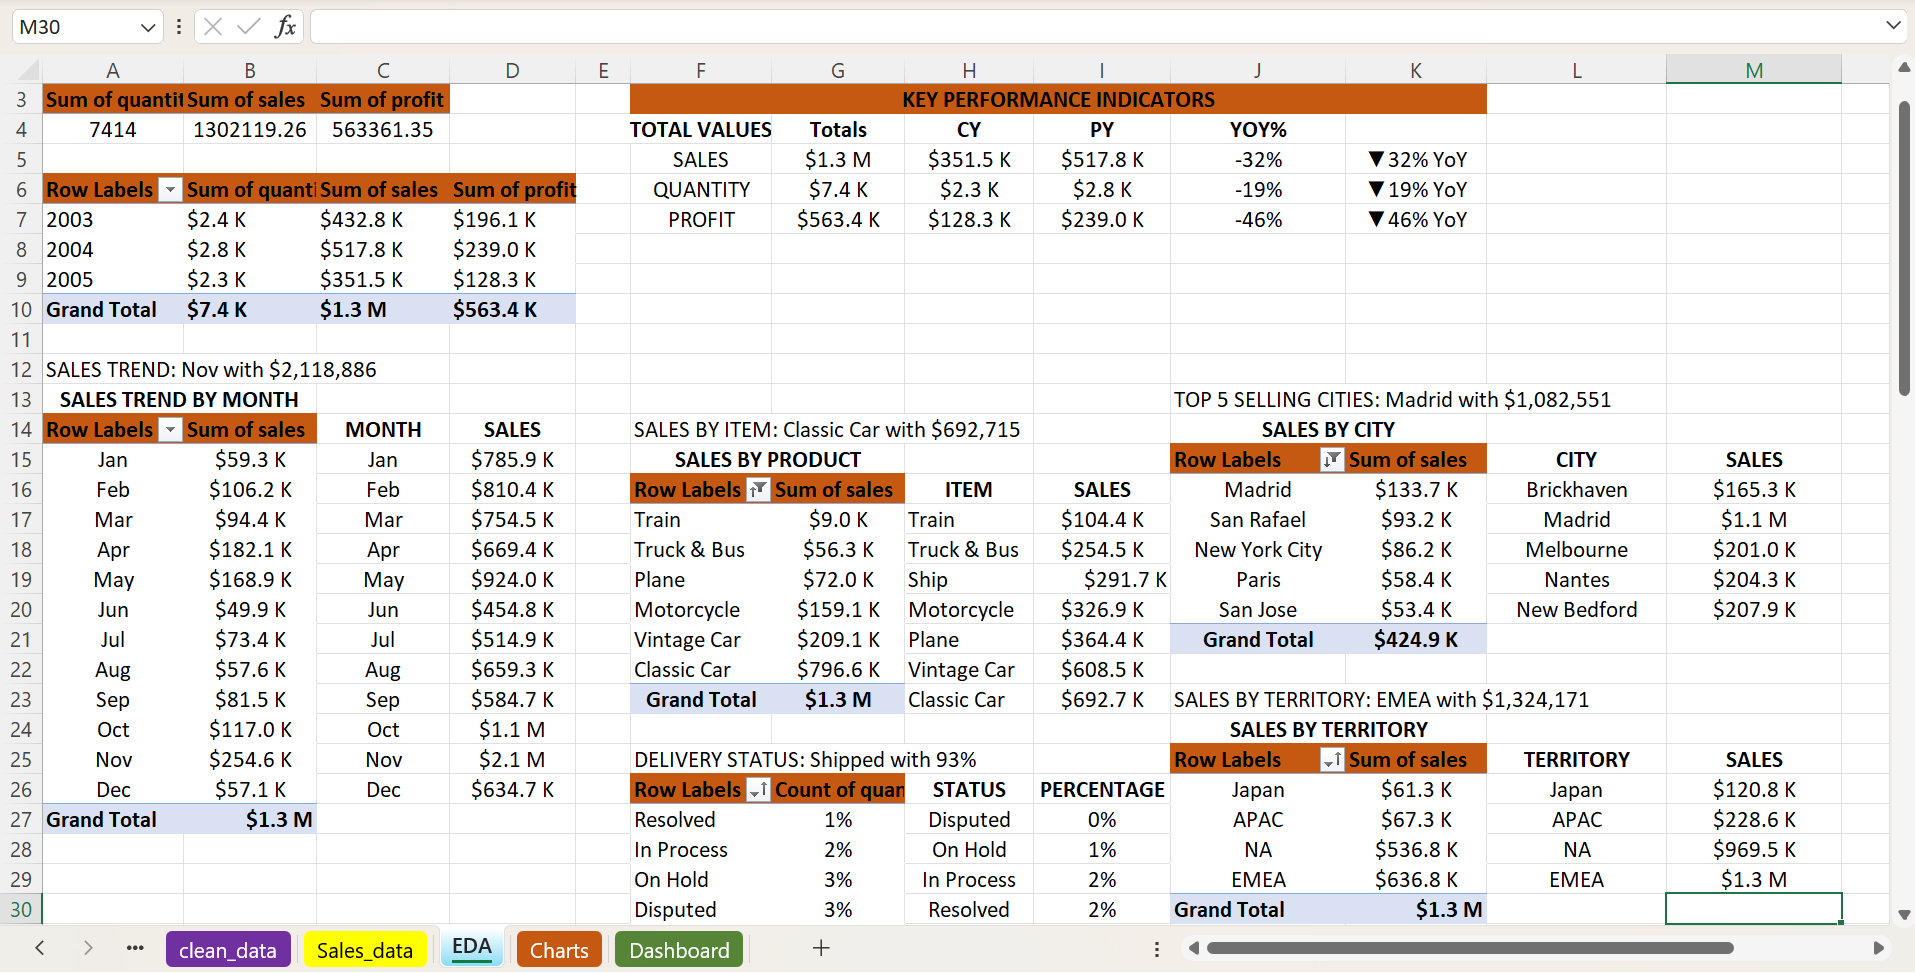 M30 fx
A B C D E F G H I J K L M
3 Sum of quantit Sum of sales Sum of profit KEY PERFORMANCE INDICATORS
4 7414 1302119.26 563361.35 TOTAL VALUES Totals CY PY YOY%
5 SALES $1.3 M $351.5 K $517.8 K -32% ▼32% YoY
6 Row Labels Sum of quanti Sum of sales Sum of profit QUANTITY $7.4 K $2.3 K $2.8 K -19% ▼19% YoY
7 2003 $2.4 K $432.8 K $196.1 K PROFIT $563.4 K $128.3 K $239.0 K -46% ▼46% YoY
8 2004 $2.8 K $517.8 K $239.0 K
9 2005 $2.3 K $351.5 K $128.3 K
10 Grand Total $7.4 K $1.3 M $563.4 K
11
12 SALES TREND: Nov with $2,118,886
13 SALES TREND BY MONTH TOP 5 SELLING CITIES: Madrid with $1,082,551
14 Row Labels Sum of sales MONTH SALES SALES BY ITEM: Classic Car with $692,715 SALES BY CITY
15 Jan $59.3 K Jan $785.9 K SALES BY PRODUCT Row Labels Sum of sales CITY SALES
16 Feb $106.2 K Feb $810.4 K Row Labels Sum of sales ITEM SALES Madrid $133.7 K Brickhaven $165.3 K
17 Mar $94.4 K Mar $754.5 K Train $9.0 K Train $104.4 K San Rafael $93.2 K Madrid $1.1 M
18 Apr $182.1 K Apr $669.4 K Truck & Bus $56.3 K Truck & Bus $254.5 K New York City $86.2 K Melbourne $201.0 K
19 May $168.9 K May $924.0 K Plane $72.0 K Ship $291.7 K Paris $58.4 K Nantes $204.3 K
20 Jun $49.9 K Jun $454.8 K Motorcycle $159.1 K Motorcycle $326.9 K San Jose $53.4 K New Bedford $207.9 K
21 Jul $73.4 K Jul $514.9 K Vintage Car $209.1 K Plane $364.4 K Grand Total $424.9 K
22 Aug $57.6 K Aug $659.3 K Classic Car $796.6 K Vintage Car $608.5 K
23 Sep $81.5 K Sep $584.7 K Grand Total $1.3 M Classic Car $692.7 K SALES BY TERRITORY: EMEA with $1,324,171
24 Oct $117.0 K Oct $1.1 M SALES BY TERRITORY
25 Nov $254.6 K Nov $2.1 M DELIVERY STATUS: Shipped with 93% Row Labels Sum of sales TERRITORY SALES
26 Dec $57.1 K Dec $634.7 K Row Labels Count of quan STATUS PERCENTAGE Japan $61.3 K Japan $120.8 K
27 Grand Total $1.3 M Resolved 1% Disputed 0% APAC $67.3 K APAC $228.6 K
28 In Process 2% On Hold 1% NA $536.8 K NA $969.5 K
29 On Hold 3% In Process 2% EMEA $636.8 K EMEA $1.3 M
30 Disputed 3% Resolved 2% Grand Total $1.3 M
clean_data Sales_data EDA Charts Dashboard